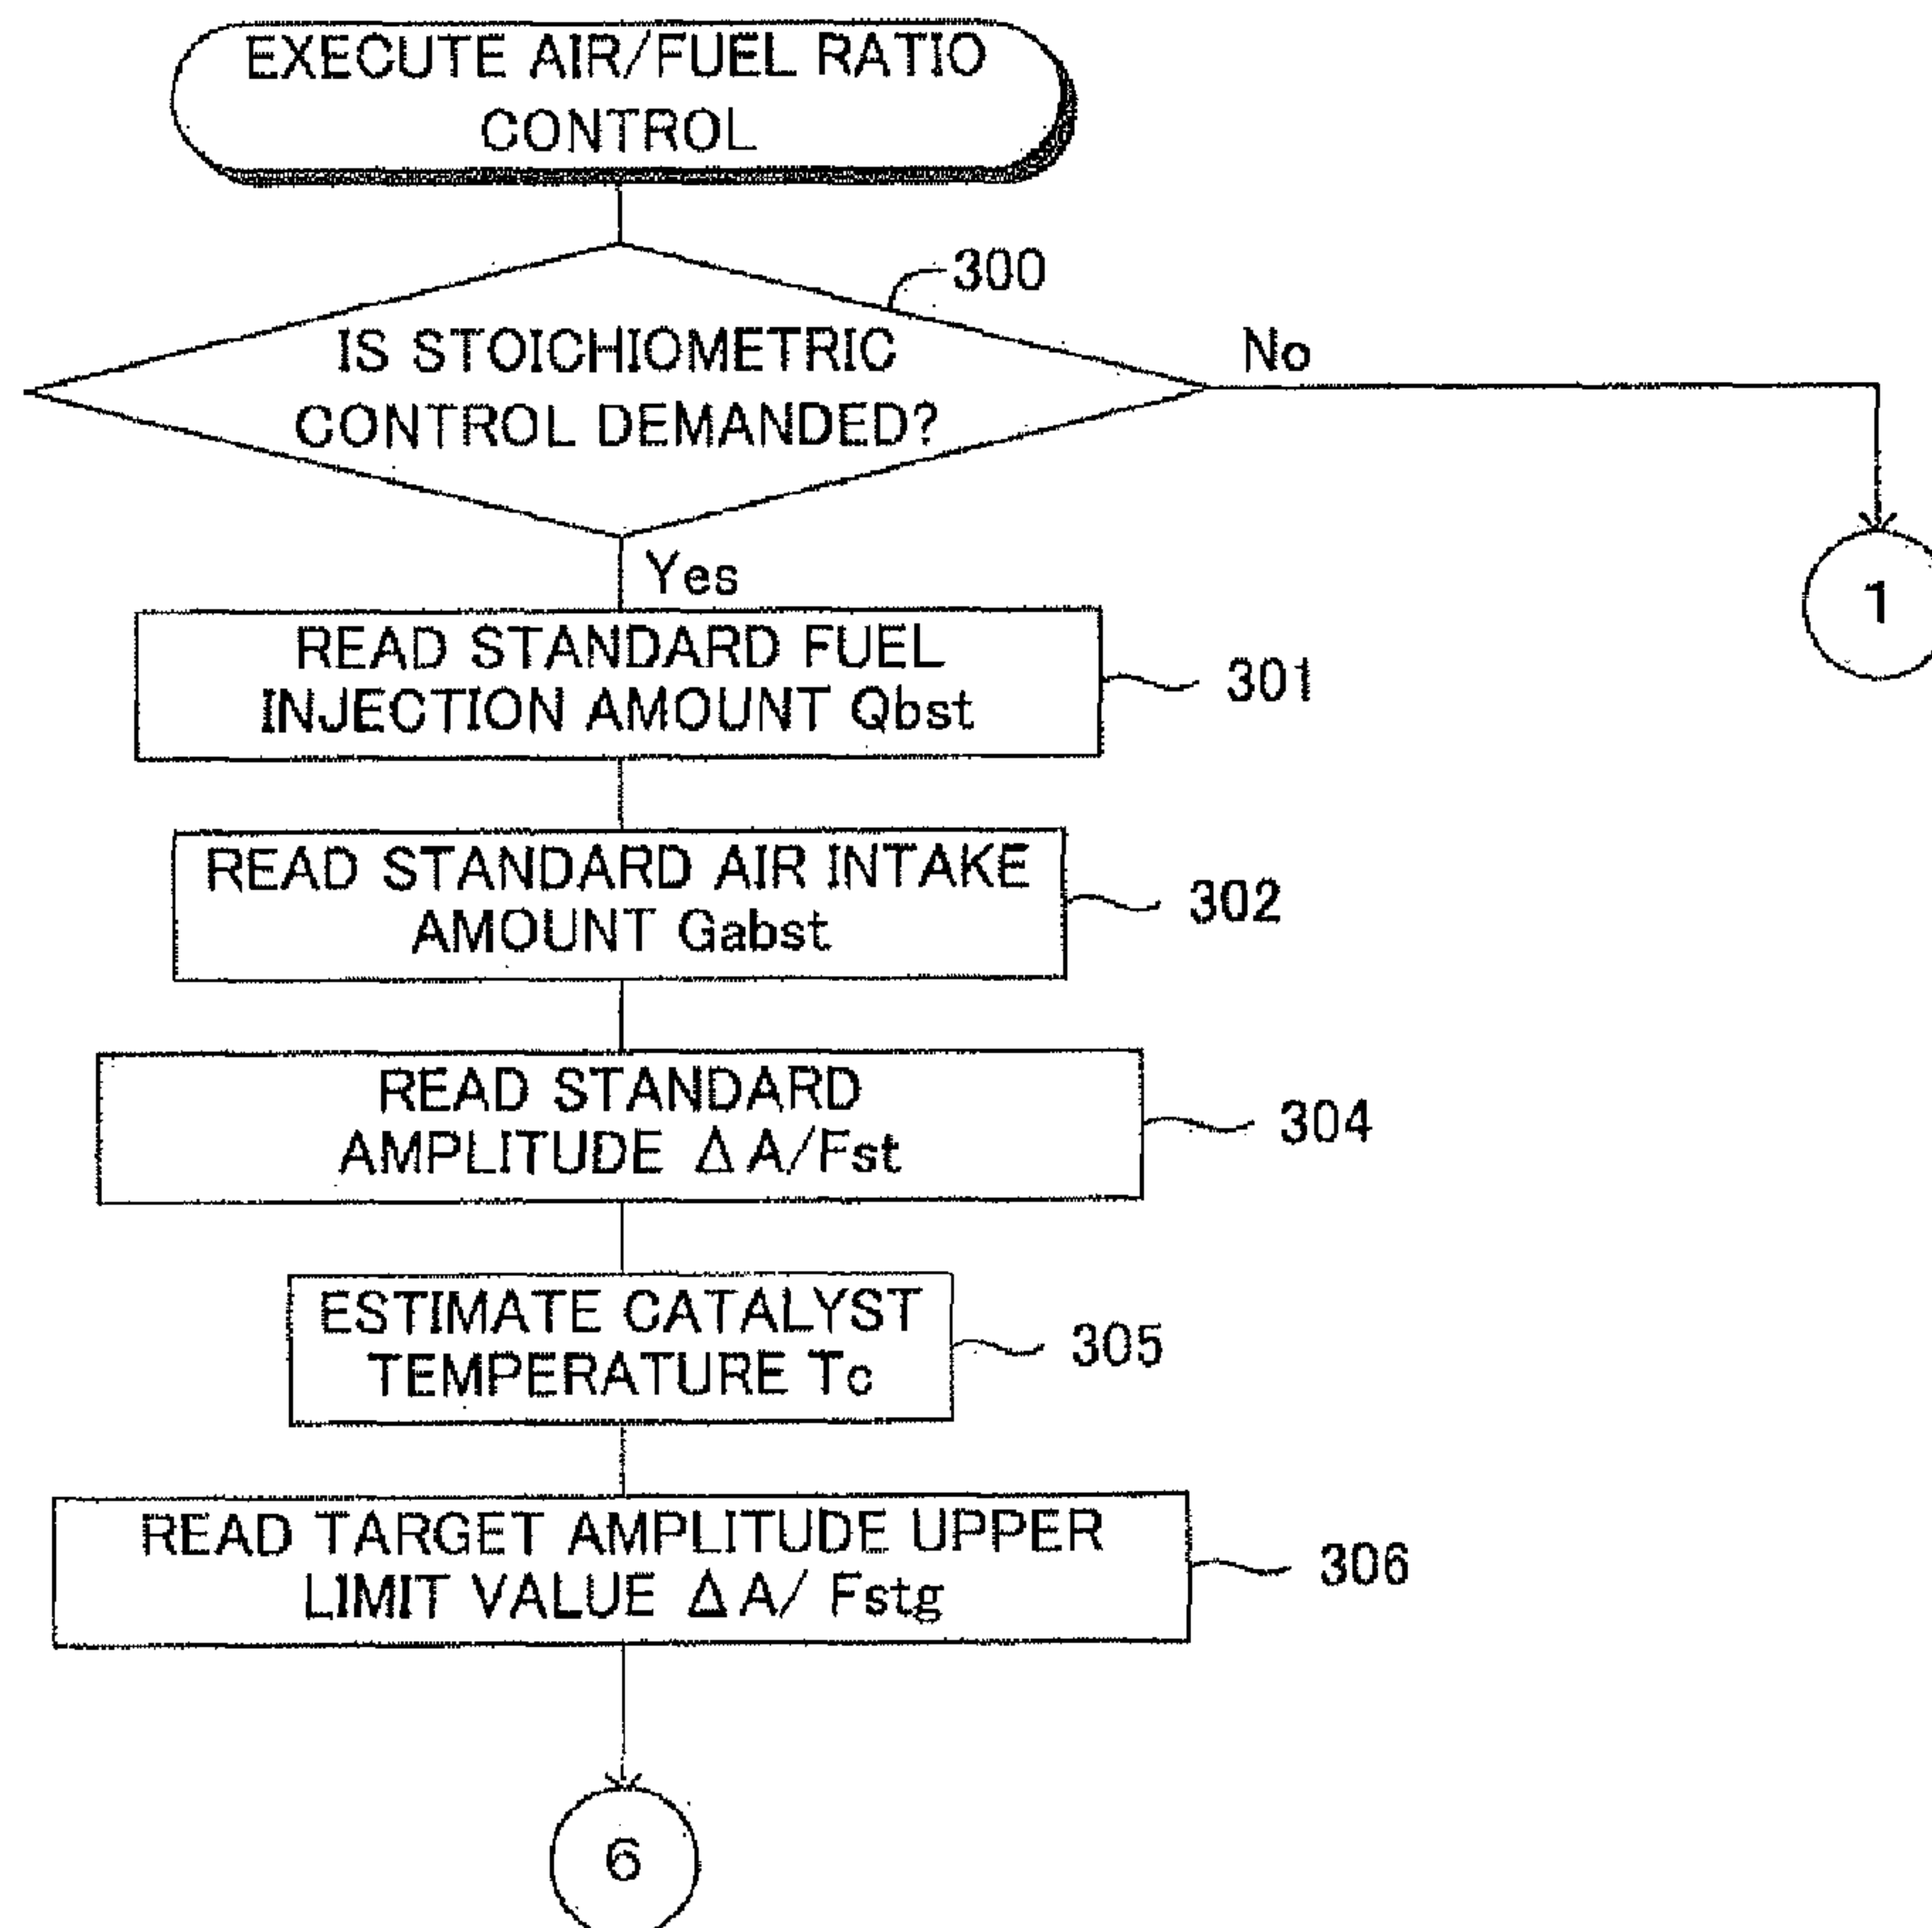 EXECUTE AIR/FUEL RATIO
CONTROL
300
IS STOICHIOMETRIC
CONTROL DEMANDED?
No
1
Yes
READ STANDARD FUEL
INJECTION AMOUNT Qbst
301
READ STANDARD AIR INTAKE
AMOUNT Gabst
302
READ STANDARD
AMPLITUDE Δ A/Fst
304
ESTIMATE CATALYST
TEMPERATURE Tc
305
READ TARGET AMPLITUDE UPPER
LIMIT VALUE Δ A/ Fstg
306
6